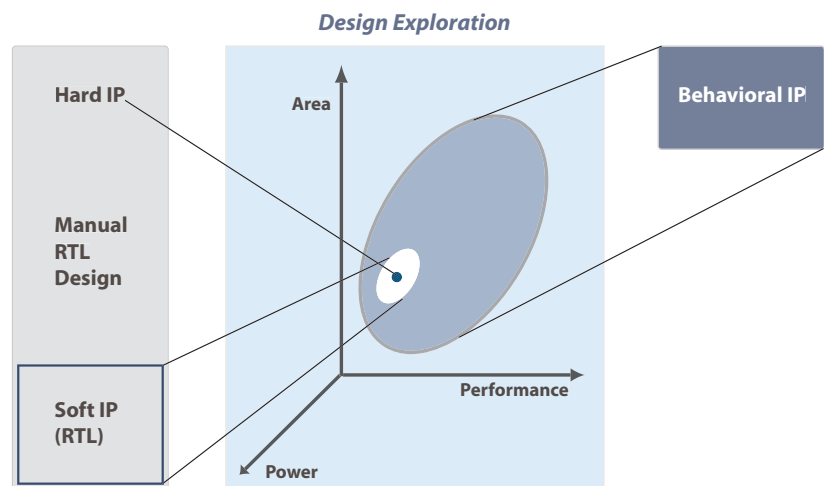 Design Exploration
Hard IP
Manual
RTL
Design
Soft IP
(RTL)
Area
Performance
Power
Behavioral IP